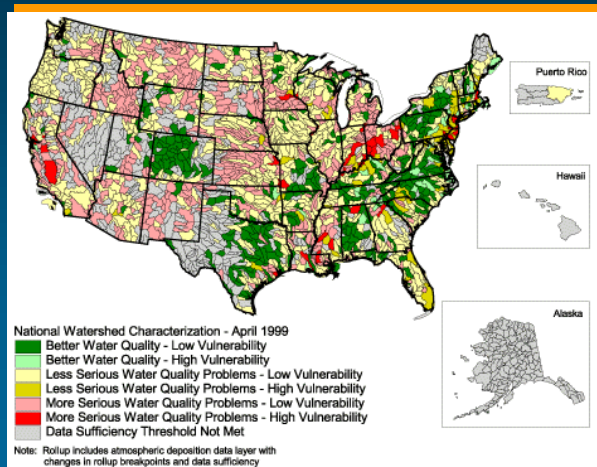 Puerto Rico
Hawaii
Alaska
National Watershed Characterization - April 1999
Better Water Quality - Low Vulnerability
Better Water Quality - High Vulnerability
Less Serious Water Quality Problems - Low Vulnerability
Less Serious Water Quality Problems - High Vulnerability
More Serious Water Quality Problems - Low Vulnerability
More Serious Water Quality Problems - High Vulnerability
Data Sufficiency Threshold Not Met
Note: Rollup includes atmospheric deposition data layer with
changes in rollup breakpoints and data sufficiency